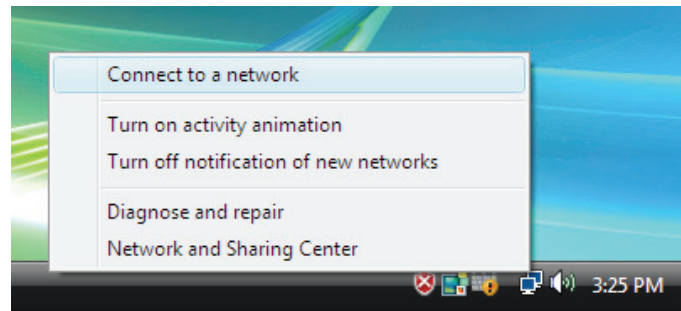 Connect to a network
Turn on activity animation
Turn off notification of new networks
Diagnose and repair
Network and Sharing Center
3:25 PM